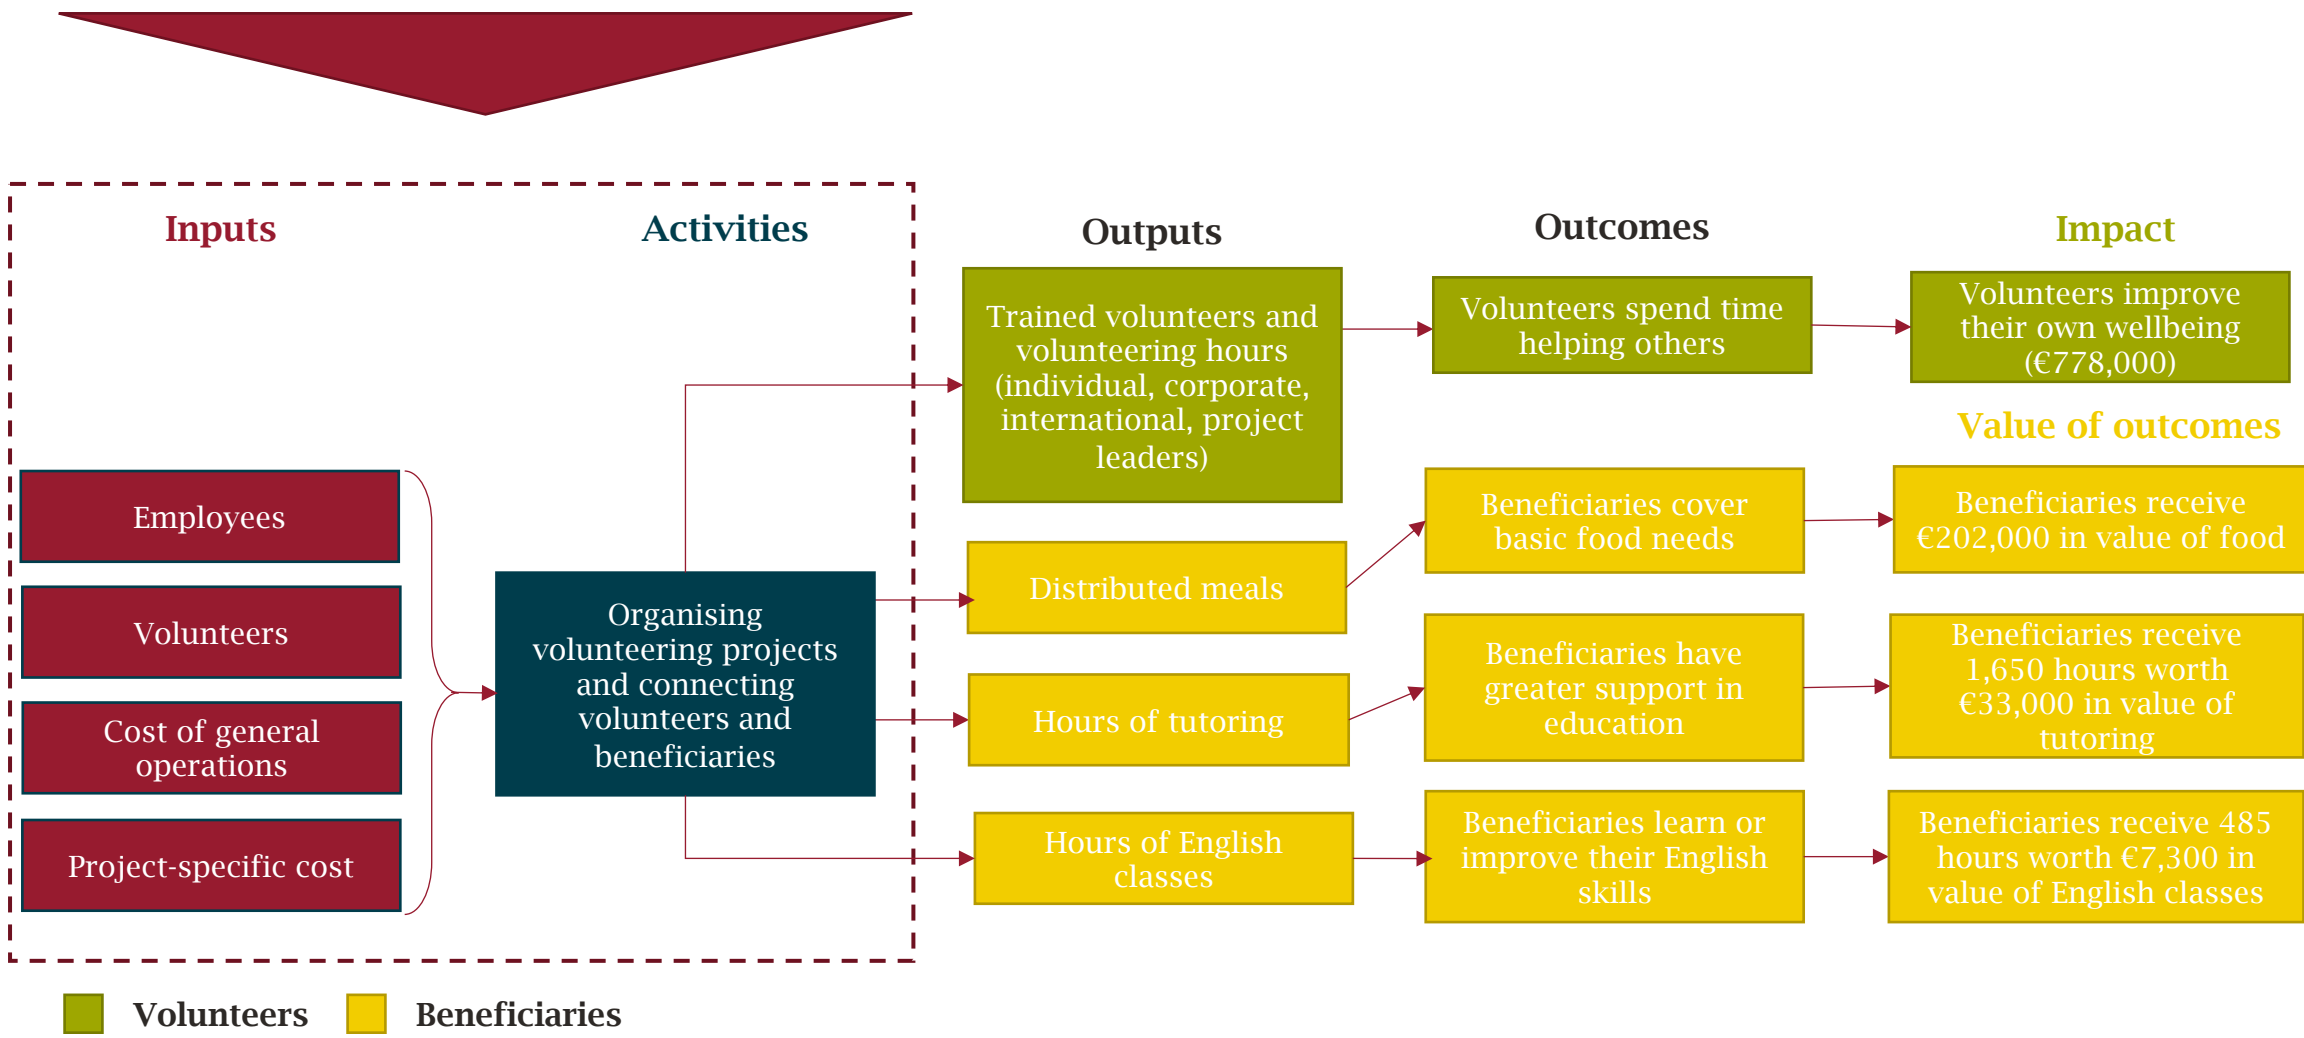 Inputs
Activities
Outputs
Outcomes
Impact
Employees
Volunteers
Cost of general
operations
Project-specific cost
Organising
volunteering projects
and connecting
volunteers and
beneficiaries
Trained volunteers and
volunteering hours
(individual, corporate,
international, project
leaders)
Volunteers spend time
helping others
Volunteers improve
their own wellbeing
(€778,000)
Value of outcomes
Distributed meals
Beneficiaries cover
basic food needs
Beneficiaries receive
€202,000 in value of food
Hours of tutoring
Beneficiaries have
greater support in
education
Beneficiaries receive
1,650 hours worth
€33,000 in value of
tutoring
Hours of English
classes
Beneficiaries learn or
improve their English
skills
Beneficiaries receive 485
hours worth €7,300 in
value of English classes
Volunteers
Beneficiaries